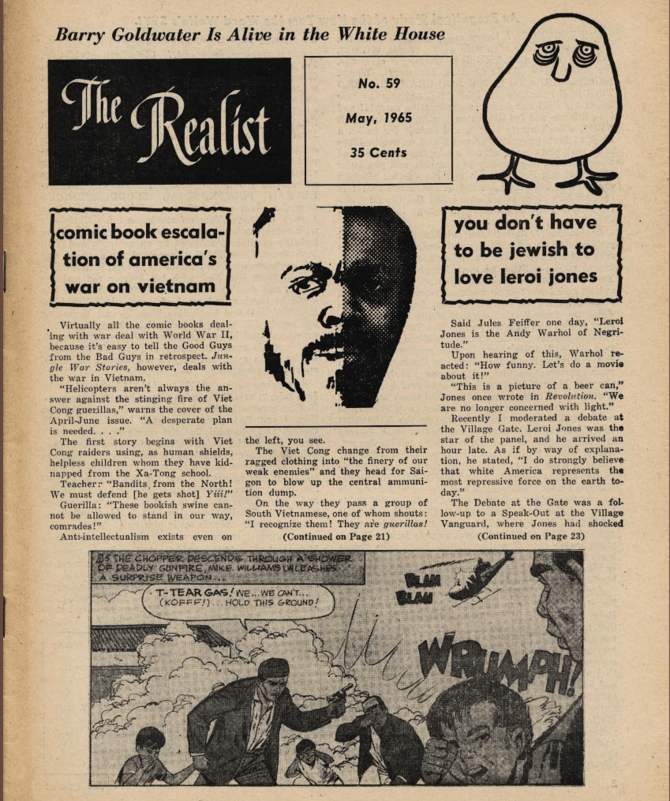 Barry Goldwater Is Alive in the White House
The Realist
No. 59
May, 1965
35 Cents
comic book escala-
tion of america's
war on vietnam
Virtually all the comic books deal-
ing with war deal with World War II,
because it's easy to tell the Good Guys
from the Bad Guys in retrospect. Jun-
gle War Stories, however, deals with
the war in Vietnam.
"Helicopters aren't always the an-
swer against the stinging fire of Viet
Cong guerillas," warns the cover of the
April-June issue. "A desperate plan
is needed. . . ."
The first story begins with Viet
Cong raiders using, as human shields,
helpless children whom they have kid-
napped from the Xa-Tong school.
Teacher: "Bandits from the North!
We must defend [he gets shot] Yiii!"
Guerilla: "These bookish swine can-
not be allowed to stand in our way,
comrades!"
Anti-intellectualism exists even on
the left, you see.
The Viet Cong change from their
ragged clothing into "the finery of our
weak enemies" and they head for Sai-
gon to blow up the central ammuni-
tion dump.
On the way they pass a group of
South Vietnamese, one of whom shouts:
"I recognize them! They are guerillas!
(Continued on Page 21)
you don't have
to be jewish to
love leroi jones
Said Jules Feiffer one day, "Leroi
Jones is the Andy Warhol of Negri-
tude."
Upon hearing of this, Warhol re-
acted: "How funny. Let's do a movie
about it!"
"This is a picture of a beer can,"
Jones once wrote in Revolution. "We
are no longer concerned with light."
Recently I moderated a debate at
the Village Gate. Leroi Jones was the
star of the panel, and he arrived an
hour late. As if by way of explana-
tion, he stated, "I do strongly believe
that white America represents the
most repressive force on the earth to-
day."
The Debate at the Gate was a fol-
low-up to a Speak-Out at the Village
Vanguard, where Jones had shocked
(Continued on Page 23)
AS THE CHOPPER DESCENDS THROUGH A SHOWER
OF DEADLY GUNFIRE, MIKE WILLIAMS UNLEASHES
A SURPRISE WEAPON...
T-TEAR GAS! WE...WE CAN'T...
(KOFFF!)...HOLD THIS GROUND!
BLAM
BLAM
WRUMPH!